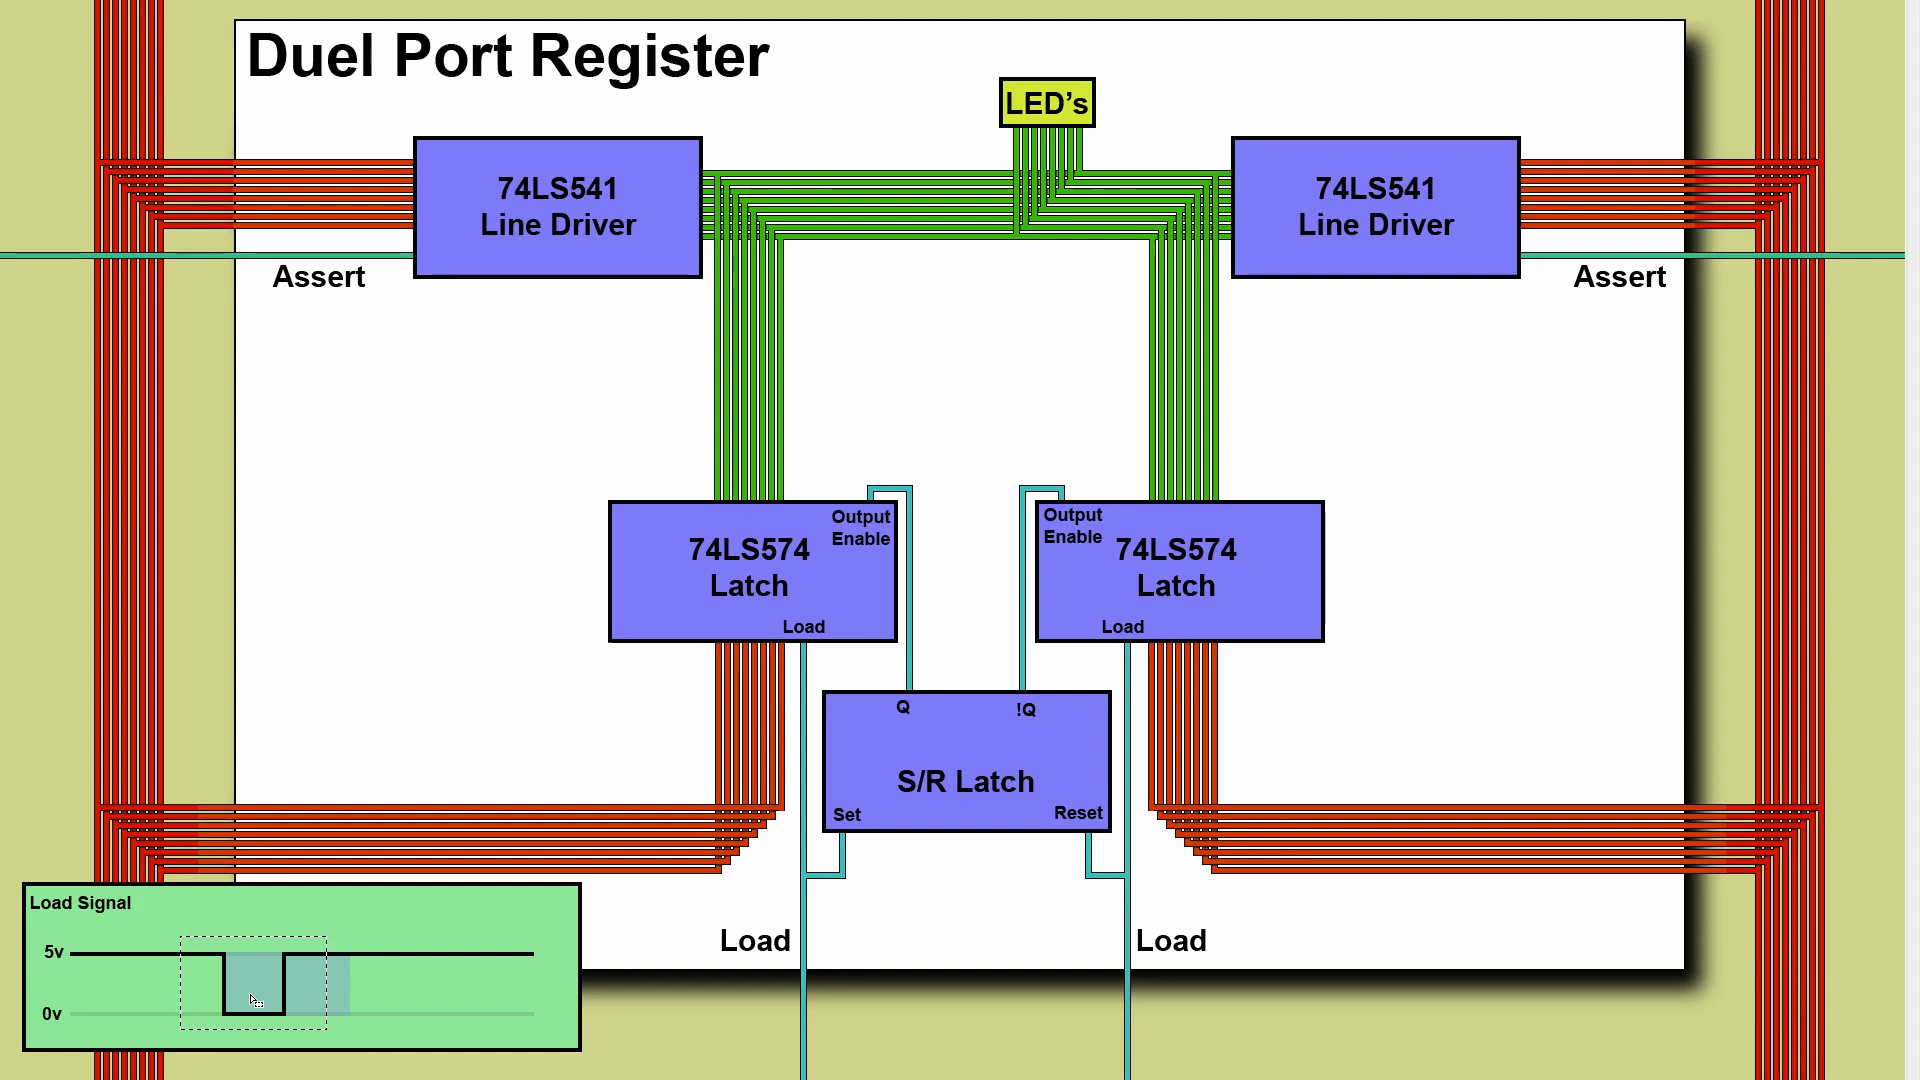 Duel Port Register
LED’s
74LS541
Line Driver
74LS541
Line Driver
Assert
Assert
Output
Enable
74LS574
Latch
Load
Output
Enable
74LS574
Latch
Load
Q
!Q
S/R Latch
Set
Reset
Load
Load
Load Signal
5v
0v